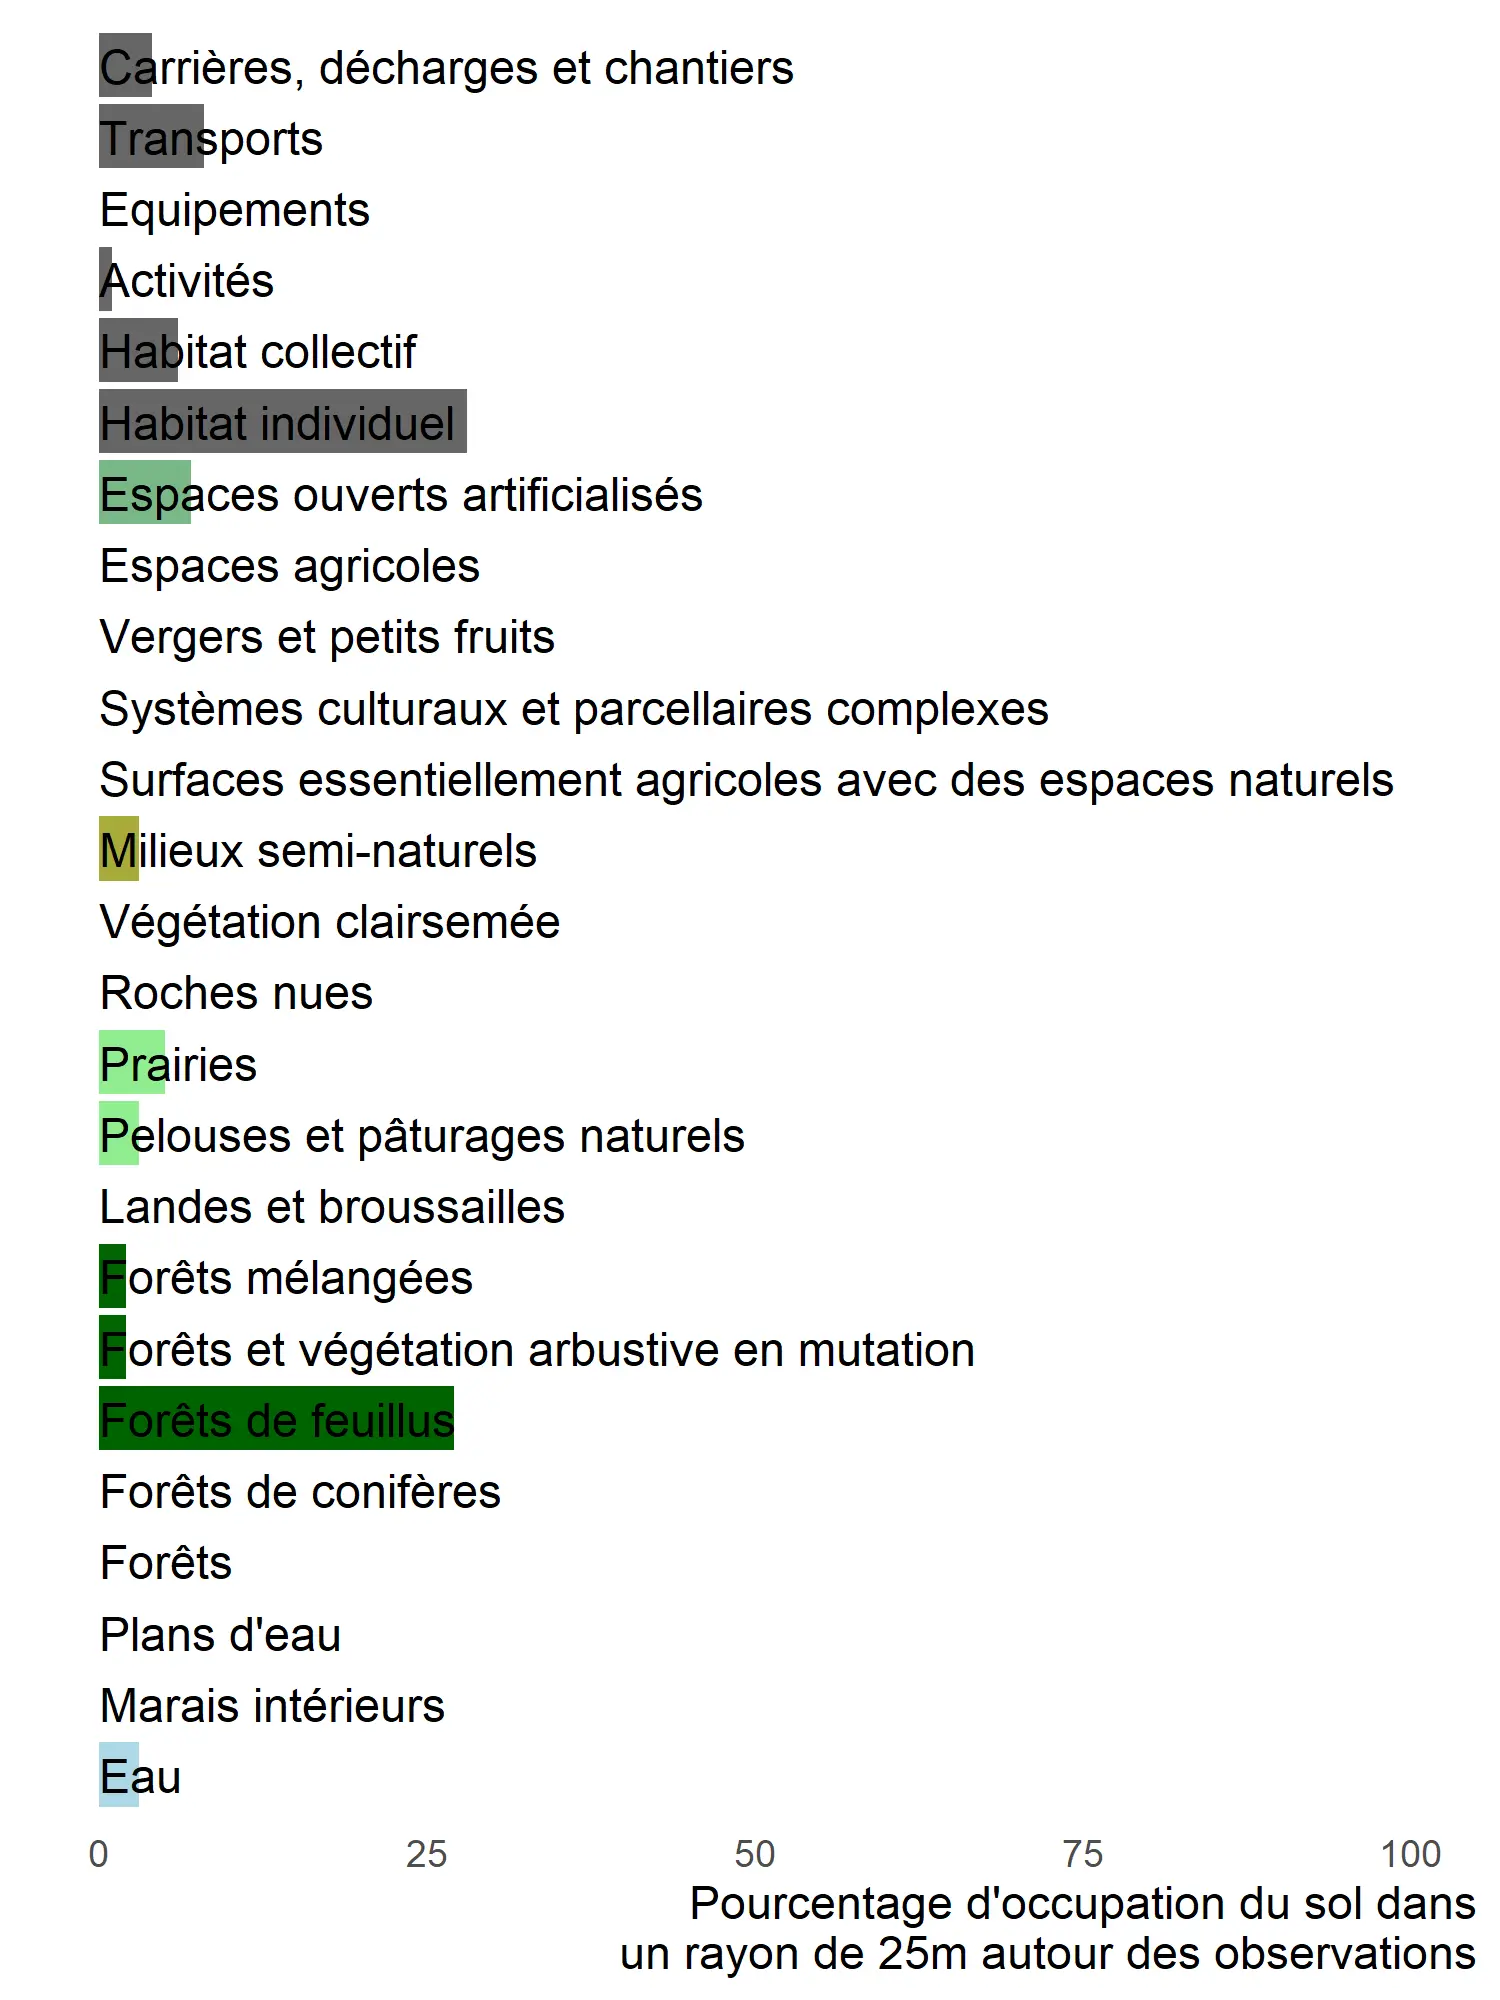 Carrières, décharges et chantiers
Transports
Equipements
Activités
Habitat collectif
Habitat individuel
Espaces ouverts artificialisés
Espaces agricoles
Vergers et petits fruits
Systèmes culturaux et parcellaires complexes
Surfaces essentiellement agricoles avec des espaces naturels
Milieux semi-naturels
Végétation clairsemée
Roches nues
Prairies
Pelouses et pâturages naturels
Landes et broussailles
Forêts mélangées
Forêts et végétation arbustive en mutation
Forêts de feuillus
Forêts de conifères
Forêts
Plans d'eau
Marais intérieurs
Eau
0 25 50 75 100
Pourcentage d'occupation du sol dans
un rayon de 25m autour des observations